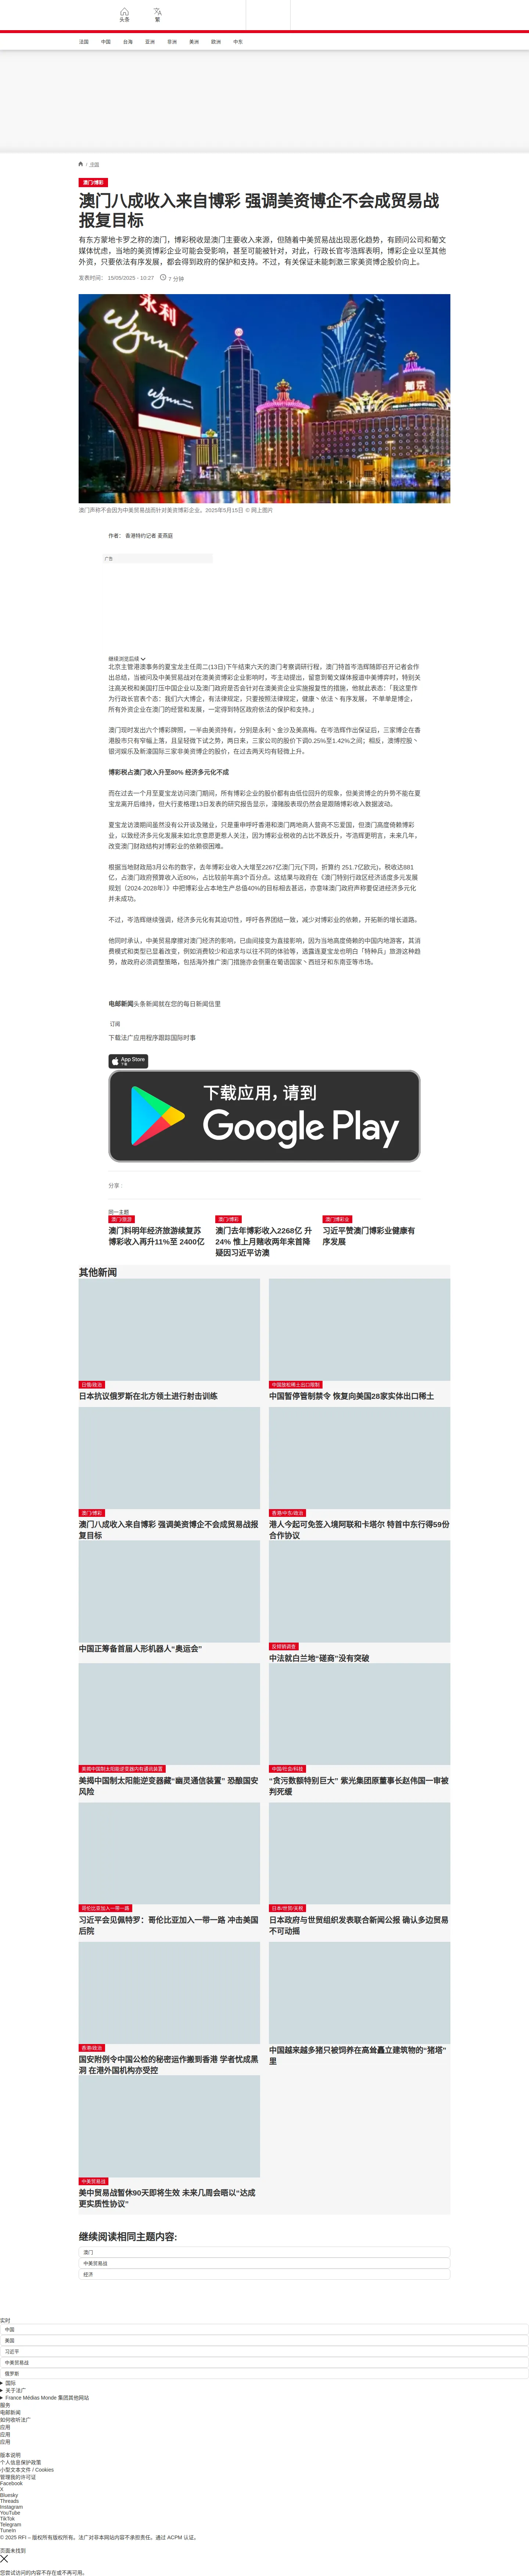 头条
繁
法国
中国
台海
亚洲
非洲
美洲
欧洲
中东
/ 中国
澳门/博彩
澳门八成收入来自博彩 强调美资博企不会成贸易战
报复目标
有东方蒙地卡罗之称的澳门，博彩税收是澳门主要收入来源，但随着中美贸易战出现恶化趋势，有顾问公司和葡文
媒体忧虑，当地的美资博彩企业可能会受影响，甚至可能被针对，对此，行政长官岑浩辉表明，博彩企业以至其他
外资，只要依法有序发展，都会得到政府的保护和支持。不过，有关保证未能刺激三家美资博企股价向上。
发表时间： 15/05/2025 - 10:27 7 分钟
永利
wynn
wynn
永利
葡京
澳门声称不会因为中美贸易战而针对美资博彩企业。2025年5月15日 © 网上图片
作者： 香港特约记者 麦燕庭
广告
继续浏览后续
北京主管港澳事务的夏宝龙主任周二(13日)下午结束六天的澳门考察调研行程，澳门特首岑浩辉随即召开记者会作
出总结，当被问及中美贸易战对在澳美资博彩企业影响时，岑主动提出，留意到葡文媒体报道中美博弈时，特别关
注高关税和美国打压中国企业以及澳门政府是否会针对在澳美资企业实施报复性的措施，他就此表态：「我这里作
为行政长官表个态：我们六大博企，有法律规定，只要按照法律规定，健康丶依法丶有序发展。 不单单是博企，
所有外资企业在澳门的经营和发展，一定得到特区政府依法的保护和支持。」
澳门现时发出六个博彩牌照，一半由美资持有，分别是永利丶金沙及美高梅。在岑浩辉作出保证后，三家博企在香
港股市只有窄幅上落，且呈轻微下试之势，两日来，三家公司的股价下调0.25%至1.42%之间；相反，澳博控股丶
银河娱乐及新濠国际三家非美资博企的股价，在过去两天均有轻微上升。
博彩税占澳门收入升至80% 经济多元化不成
而在过去一个月至夏宝龙访问澳门期间，所有博彩企业的股价都有由低位回升的现象，但美资博企的升势不能在夏
宝龙离开后维持，但大行麦格理13日发表的研究报告显示，濠赌股表现仍然会是跟随博彩收入数据波动。
夏宝龙访澳期间虽然没有公开谈及赌业，只是重申呼吁香港和澳门两地商人营商不忘爱国，但澳门高度倚赖博彩
业，以致经济多元化发展未如北京意愿更惹人关注，因为博彩业税收的占比不跌反升，岑浩辉更明言，未来几年，
改变澳门财政结构对博彩业的依赖很困难。
根据当地财政局3月公布的数字，去年博彩业收入大增至2267亿澳门元(下同，折算约 251.7亿欧元)，税收达881
亿，占澳门政府预算收入近80%，占比较前年高3个百分点。这结果与政府在《澳门特别行政区经济适度多元发展
规划（2024-2028年）》中把博彩业占本地生产总值40%的目标相去甚远，亦意味澳门政府声称要促进经济多元化
并未成功。
不过，岑浩辉继续强调，经济多元化有其迫切性，呼吁各界团结一致，减少对博彩业的依赖，开拓新的增长道路。
他同时承认，中美贸易摩擦对澳门经济的影响，已由间接变为直接影响，因为当地高度倚赖的中国内地游客，其消
费模式和类型已显着改变，例如消费较少和追求与以往不同的体验等，透露连夏宝龙也明白「特种兵」旅游这种趋
势，故政府必须调整策略，包括海外推广澳门措施亦会侧重在葡语国家丶西班牙和东南亚等市场。
电邮新闻头条新闻就在您的每日新闻信里
订阅
下载法广应用程序跟踪国际时事
App Store
下载应用，请到
Google Play
分享 :
同一主题
澳门/旅游
澳门料明年经济旅游续复苏
博彩收入再升11%至 2400亿
澳门/博彩
澳门去年博彩收入2268亿 升
24% 惟上月赌收两年来首降
疑因习近平访澳
澳门博彩业
习近平赞澳门博彩业健康有
序发展
其他新闻
日俄/政治
日本抗议俄罗斯在北方领土进行射击训练
中国放松稀土出口限制
中国暂停管制禁令 恢复向美国28家实体出口稀土
澳门/博彩
澳门八成收入来自博彩 强调美资博企不会成贸易战报
复目标
香港/中东/政治
港人今起可免签入境阿联和卡塔尔 特首中东行得59份
合作协议
中国正筹备首届人形机器人“奥运会”
反倾销调查
中法就白兰地“磋商”没有突破
美揭中国制太阳能逆变器内有通讯装置
美揭中国制太阳能逆变器藏“幽灵通信装置” 恐酿国安
风险
中国/社会/科技
“贪污数额特别巨大” 紫光集团原董事长赵伟国一审被
判死缓
哥伦比亚加入一带一路
习近平会见佩特罗：哥伦比亚加入一带一路 冲击美国
后院
日本/世贸/关税
日本政府与世贸组织发表联合新闻公报 确认多边贸易
不可动摇
香港/政治
国安附例令中国公检的秘密运作搬到香港 学者忧成黑
洞 在港外国机构亦受控
中国越来越多猪只被饲养在高耸矗立建筑物的“猪塔”
里
中美贸易战
美中贸易战暂休90天即将生效 未来几周会晤以“达成
更实质性协议”
继续阅读相同主题内容:
澳门
中美贸易战
经济
实时
中国
美国
习近平
中美贸易战
俄罗斯
国际
关于法广
France Médias Monde 集团其他网站
服务
电邮新闻
如何收听法广
应用
应用
应用
版本说明
个人信息保护政策
小型文本文件 / Cookies
管理我的许可证
Facebook
X
Bluesky
Threads
Instagram
YouTube
TikTok
Telegram
TuneIn
© 2025 RFI – 版权所有版权所有。法广对非本网站内容不承担责任。通过 ACPM 认证。
页面未找到
您尝试访问的内容不存在或不再可用。